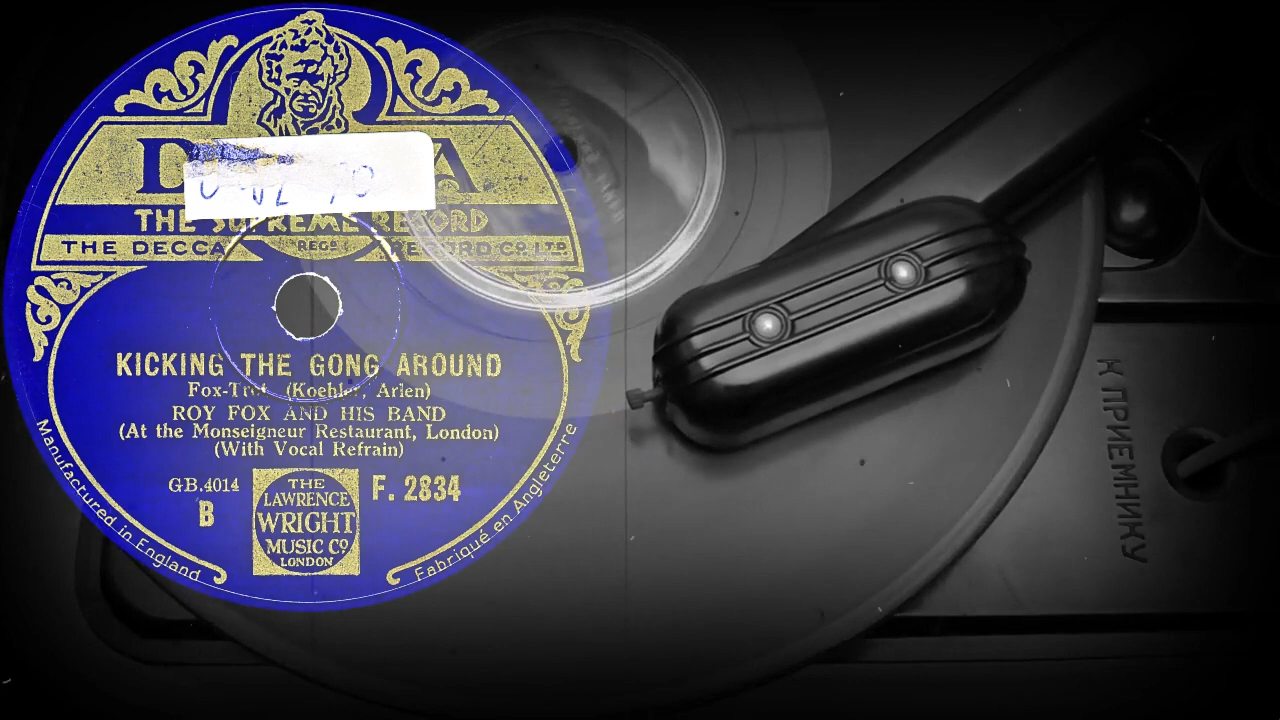 THE SUPREME RECORD
THE DECCA REGD. RECORD CO. LTD.
KICKING THE GONG AROUND
Fox-Trot (Koehler, Arlen)
ROY FOX AND HIS BAND
(At the Monseigneur Restaurant, London)
(With Vocal Refrain)
GB.4014
B
THE
LAWRENCE
WRIGHT
MUSIC CO.
LONDON
F. 2834
Manufactured in England
Fabriqué en Angleterre
К ПРИЕМНИКУ